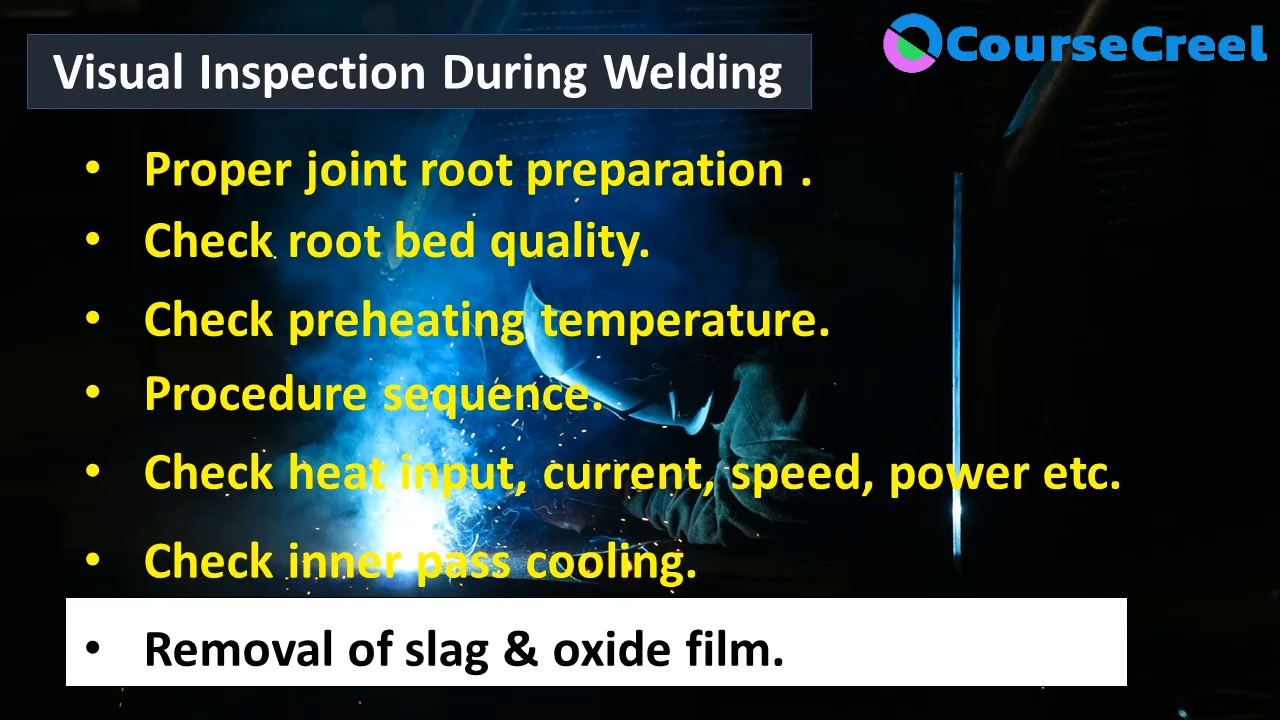 Visual Inspection During Welding
CourseCreel
• Proper joint root preparation .
• Check root bed quality.
• Check preheating temperature.
• Procedure sequence.
• Check heat input, current, speed, power etc.
• Check inner pass cooling.
• Removal of slag & oxide film.